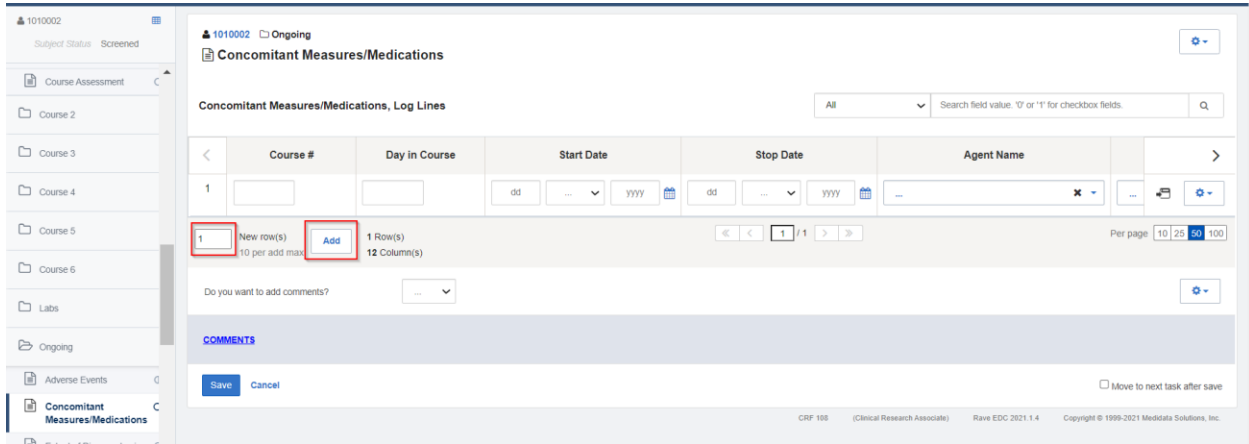 1010002
Subject Status Screened
Course Assessment
Course 2
Course 3
Course 4
Course 5
Course 6
Labs
Ongoing
Adverse Events
Concomitant
Measures/Medications
1010002 Ongoing
Concomitant Measures/Medications
Concomitant Measures/Medications, Log Lines
All
Search field value. '0' or '1' for checkbox fields.
Course # Day in Course Start Date Stop Date Agent Name
1 dd ... yyyy dd ... yyyy ... ...
1 New row(s) Add 1 Row(s) 1 / 1 Per page 10 25 50 100
10 per add max 12 Column(s)
Do you want to add comments? ...
COMMENTS
Save Cancel Move to next task after save
CRF 108 (Clinical Research Associate) Rave EDC 2021.1.4 Copyright © 1999-2021 Medidata Solutions, Inc.